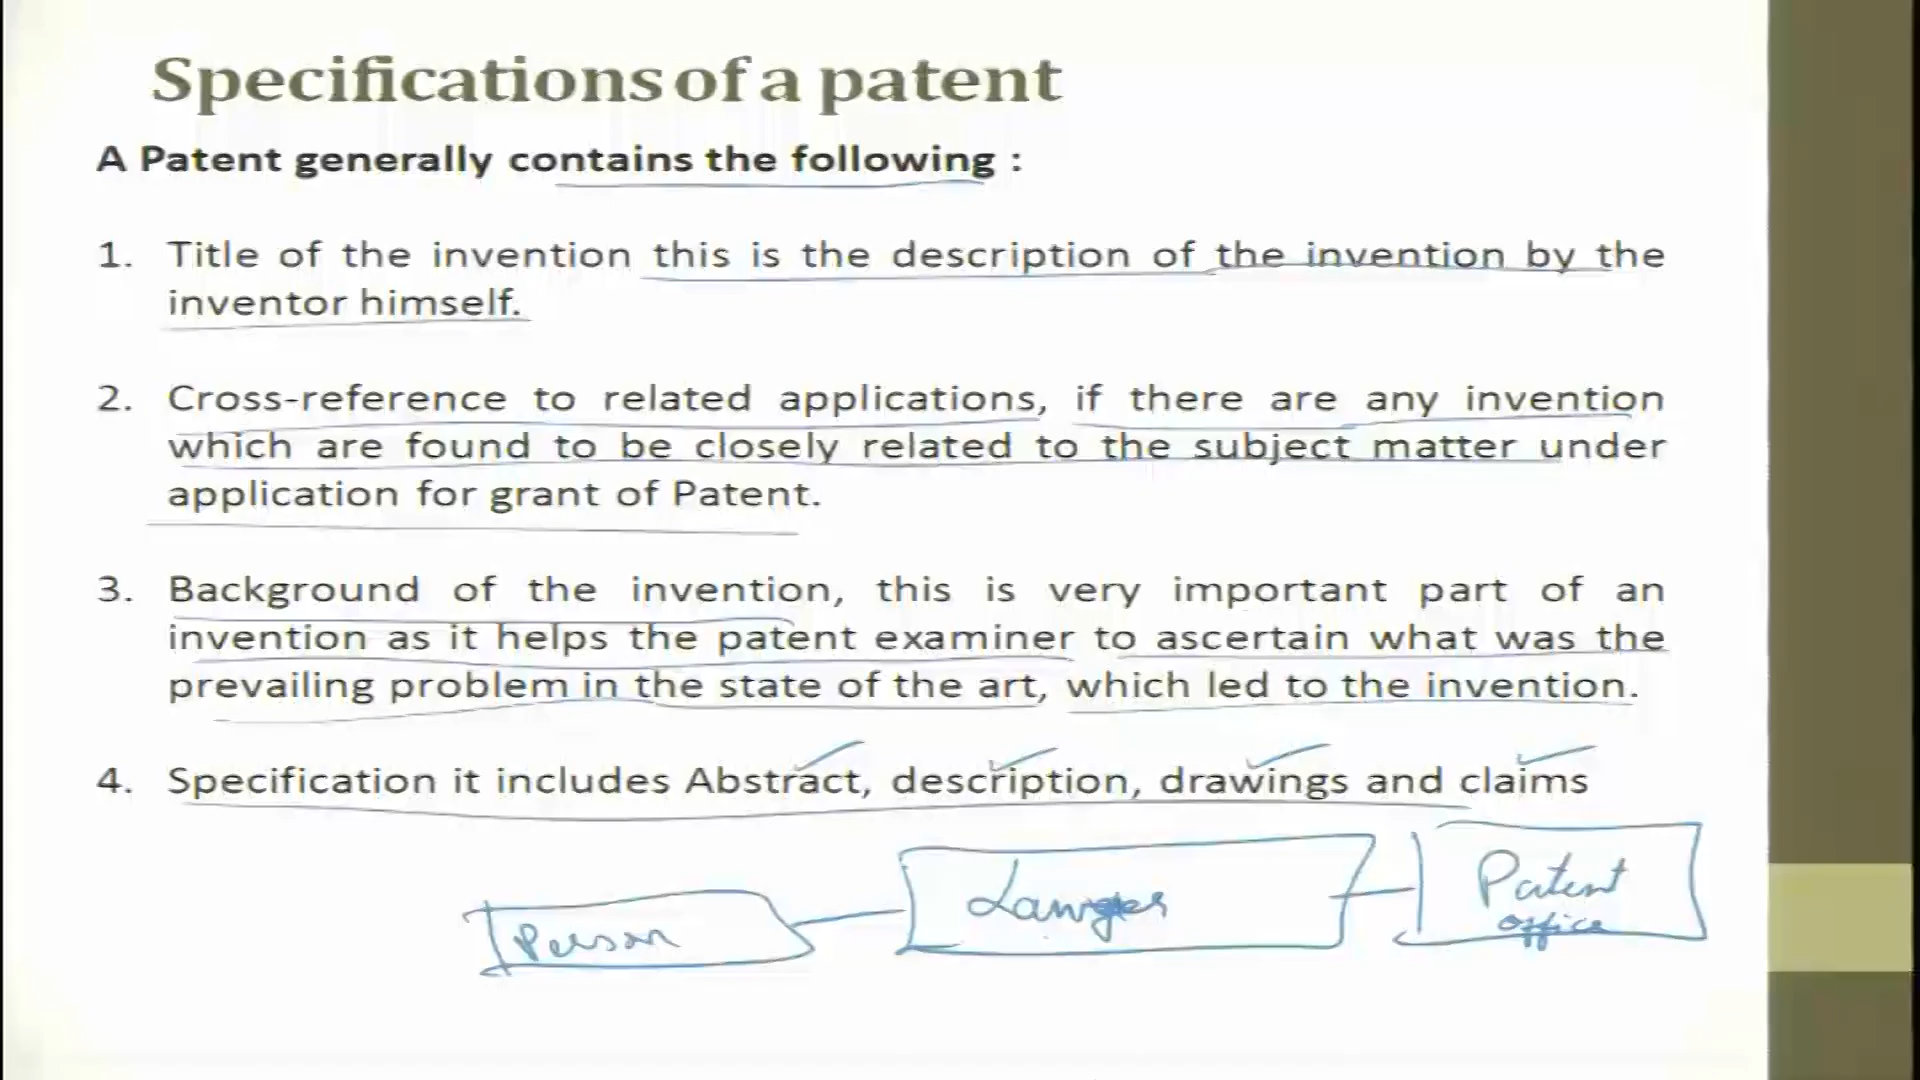 Specifications of a patent
A Patent generally contains the following :
1. Title of the invention this is the description of the invention by the
inventor himself.
2. Cross-reference to related applications, if there are any invention
which are found to be closely related to the subject matter under
application for grant of Patent.
3. Background of the invention, this is very important part of an
invention as it helps the patent examiner to ascertain what was the
prevailing problem in the state of the art, which led to the invention.
4. Specification it includes Abstract, description, drawings and claims
Person
Lawyer
Patent
office